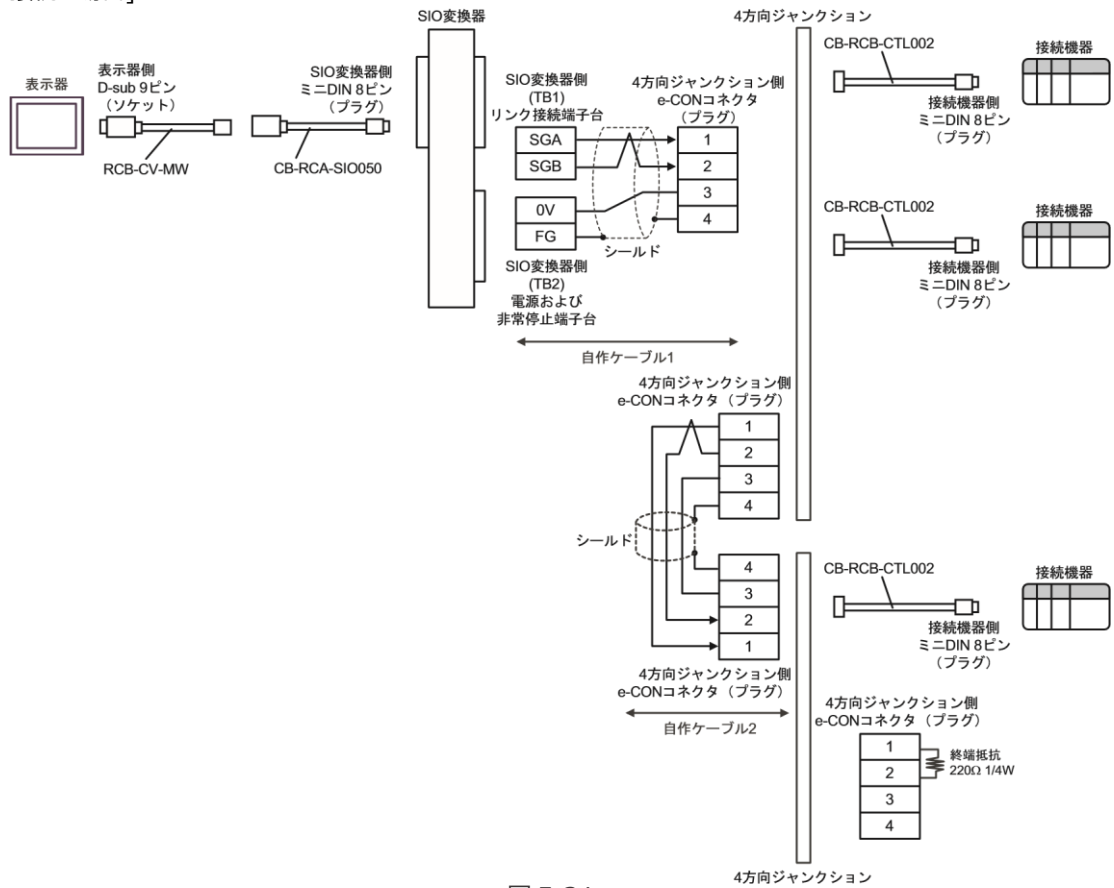 SIO変換器
4方向ジャンクション
表示器
表示器側
D-sub 9ピン
（ソケット）
RCB-CV-MW
SIO変換器側
ミニDIN 8ピン
（プラグ）
CB-RCA-SIO050
SIO変換器側
(TB1)
リンク接続端子台
SGA
SGB
0V
FG
SIO変換器側
(TB2)
電源および
非常停止端子台
シールド
4方向ジャンクション側
e-CONコネクタ
（プラグ）
1
2
3
4
自作ケーブル1
CB-RCB-CTL002
接続機器側
ミニDIN 8ピン
（プラグ）
接続機器
CB-RCB-CTL002
接続機器側
ミニDIN 8ピン
（プラグ）
接続機器
4方向ジャンクション側
e-CONコネクタ（プラグ）
1
2
3
4
シールド
4
3
2
1
4方向ジャンクション側
e-CONコネクタ（プラグ）
自作ケーブル2
CB-RCB-CTL002
接続機器側
ミニDIN 8ピン
（プラグ）
接続機器
4方向ジャンクション側
e-CONコネクタ（プラグ）
1
2
3
4
終端抵抗
220Ω 1/4W
4方向ジャンクション